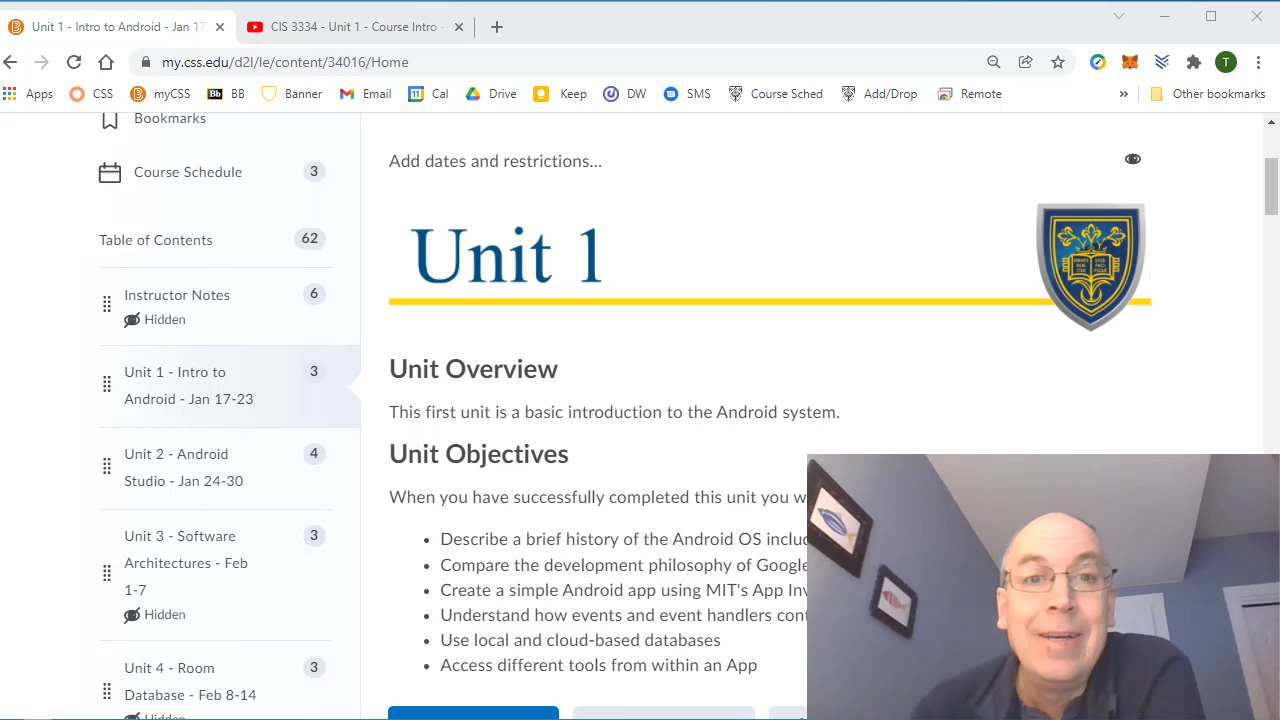 Unit 1 - Intro to Android - Jan 17
CIS 3334 - Unit 1 - Course Intro -
my.css.edu/d2l/le/content/34016/Home
T
Apps
CSS
myCSS
Bb BB
Banner
Email
Cal
Drive
Keep
DW
SMS
Course Sched
Add/Drop
Remote
»
Other bookmarks
Bookmarks
Course Schedule 3
Table of Contents 62
Instructor Notes 6
Hidden
Unit 1 - Intro to 3
Android - Jan 17-23
Unit 2 - Android 4
Studio - Jan 24-30
Unit 3 - Software 3
Architectures - Feb
1-7
Hidden
Unit 4 - Room 3
Database - Feb 8-14
Hidden
Add dates and restrictions...
Unit 1
Unit Overview
This first unit is a basic introduction to the Android system.
Unit Objectives
When you have successfully completed this unit you w
• Describe a brief history of the Android OS inclu
• Compare the development philosophy of Google
• Create a simple Android app using MIT's App Inv
• Understand how events and event handlers cont
• Use local and cloud-based databases
• Access different tools from within an App